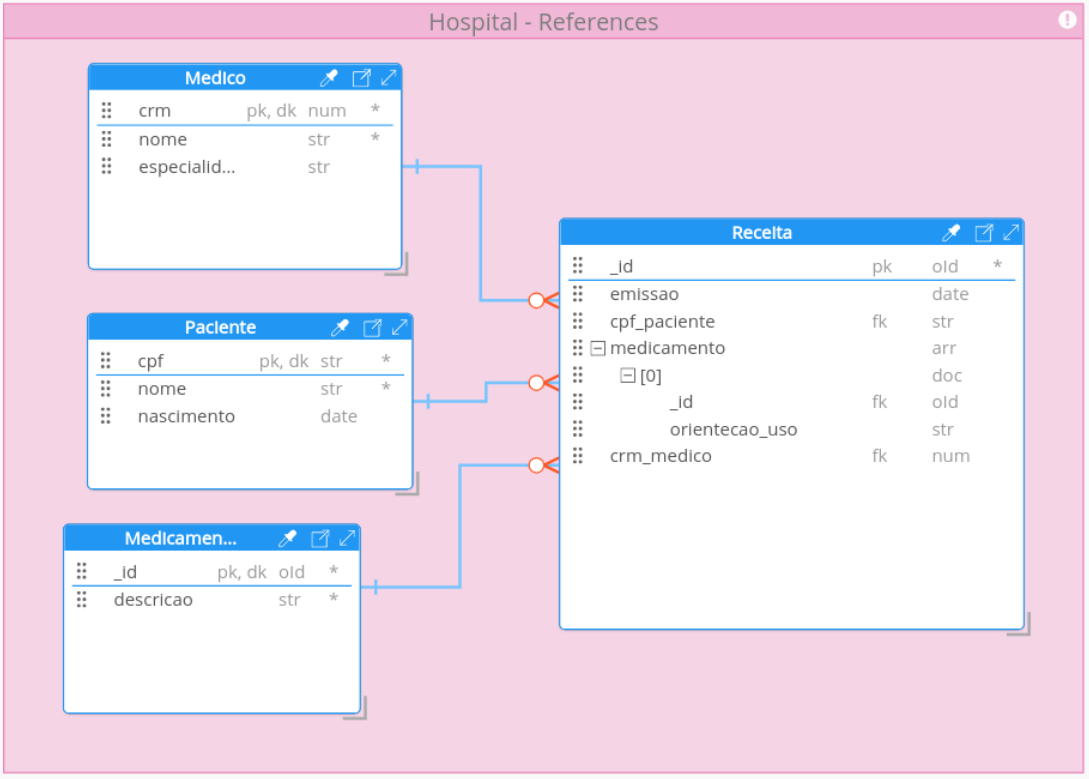 Hospital - References
Medico
crm pk, dk num *
nome str *
especialid... str
Paciente
cpf pk, dk str *
nome str *
nascimento date
Medicamen...
_id pk, dk oId *
descricao str *
Receita
_id pk oId *
emissao date
cpf_paciente fk str
medicamento arr
[0] doc
_id fk oId
orientecao_uso str
crm_medico fk num